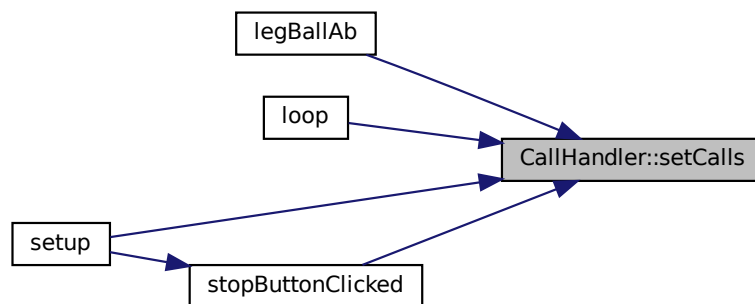 legBallAb
loop
CallHandler::setCalls
setup
stopButtonClicked